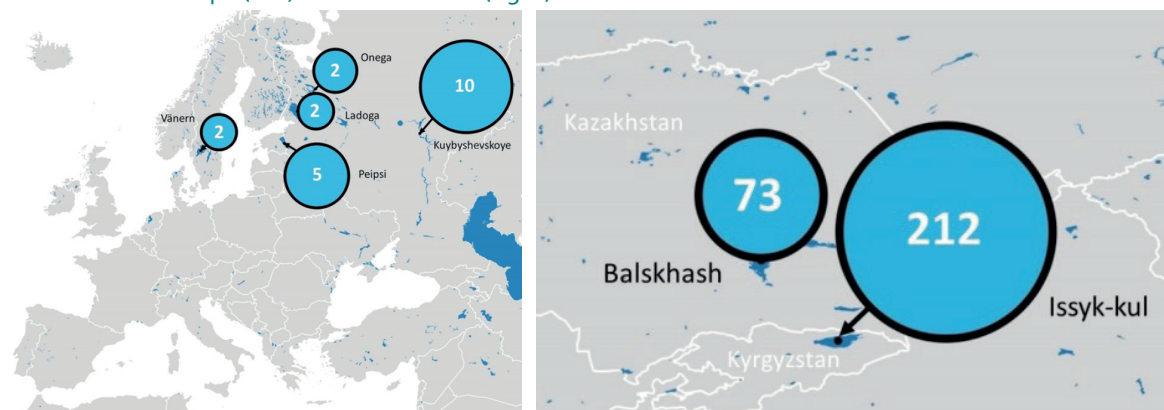 Onega
2
10
2
Ladoga
Vänern
2
Kuybyshevskoye
5
Peipsi
Kazakhstan
73
212
Balskhash
Issyk-kul
Kyrgyzstan